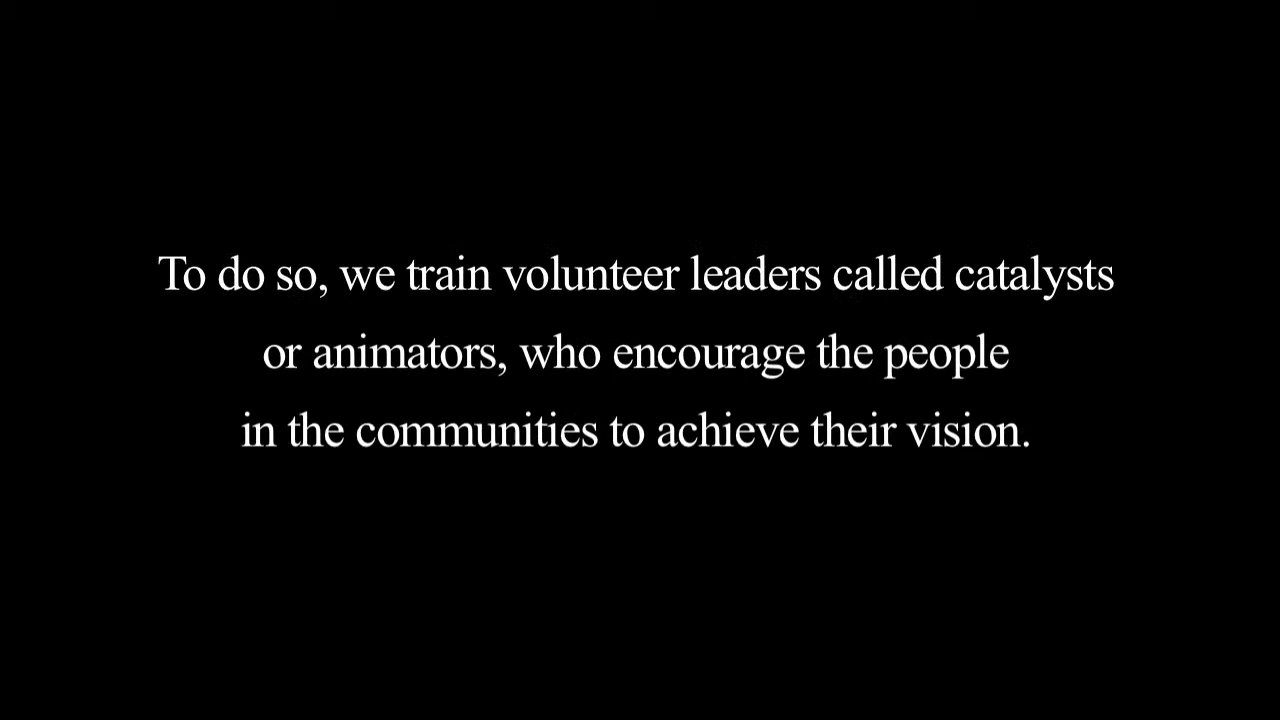 To do so, we train volunteer leaders called catalysts
or animators, who encourage the people
in the communities to achieve their vision.